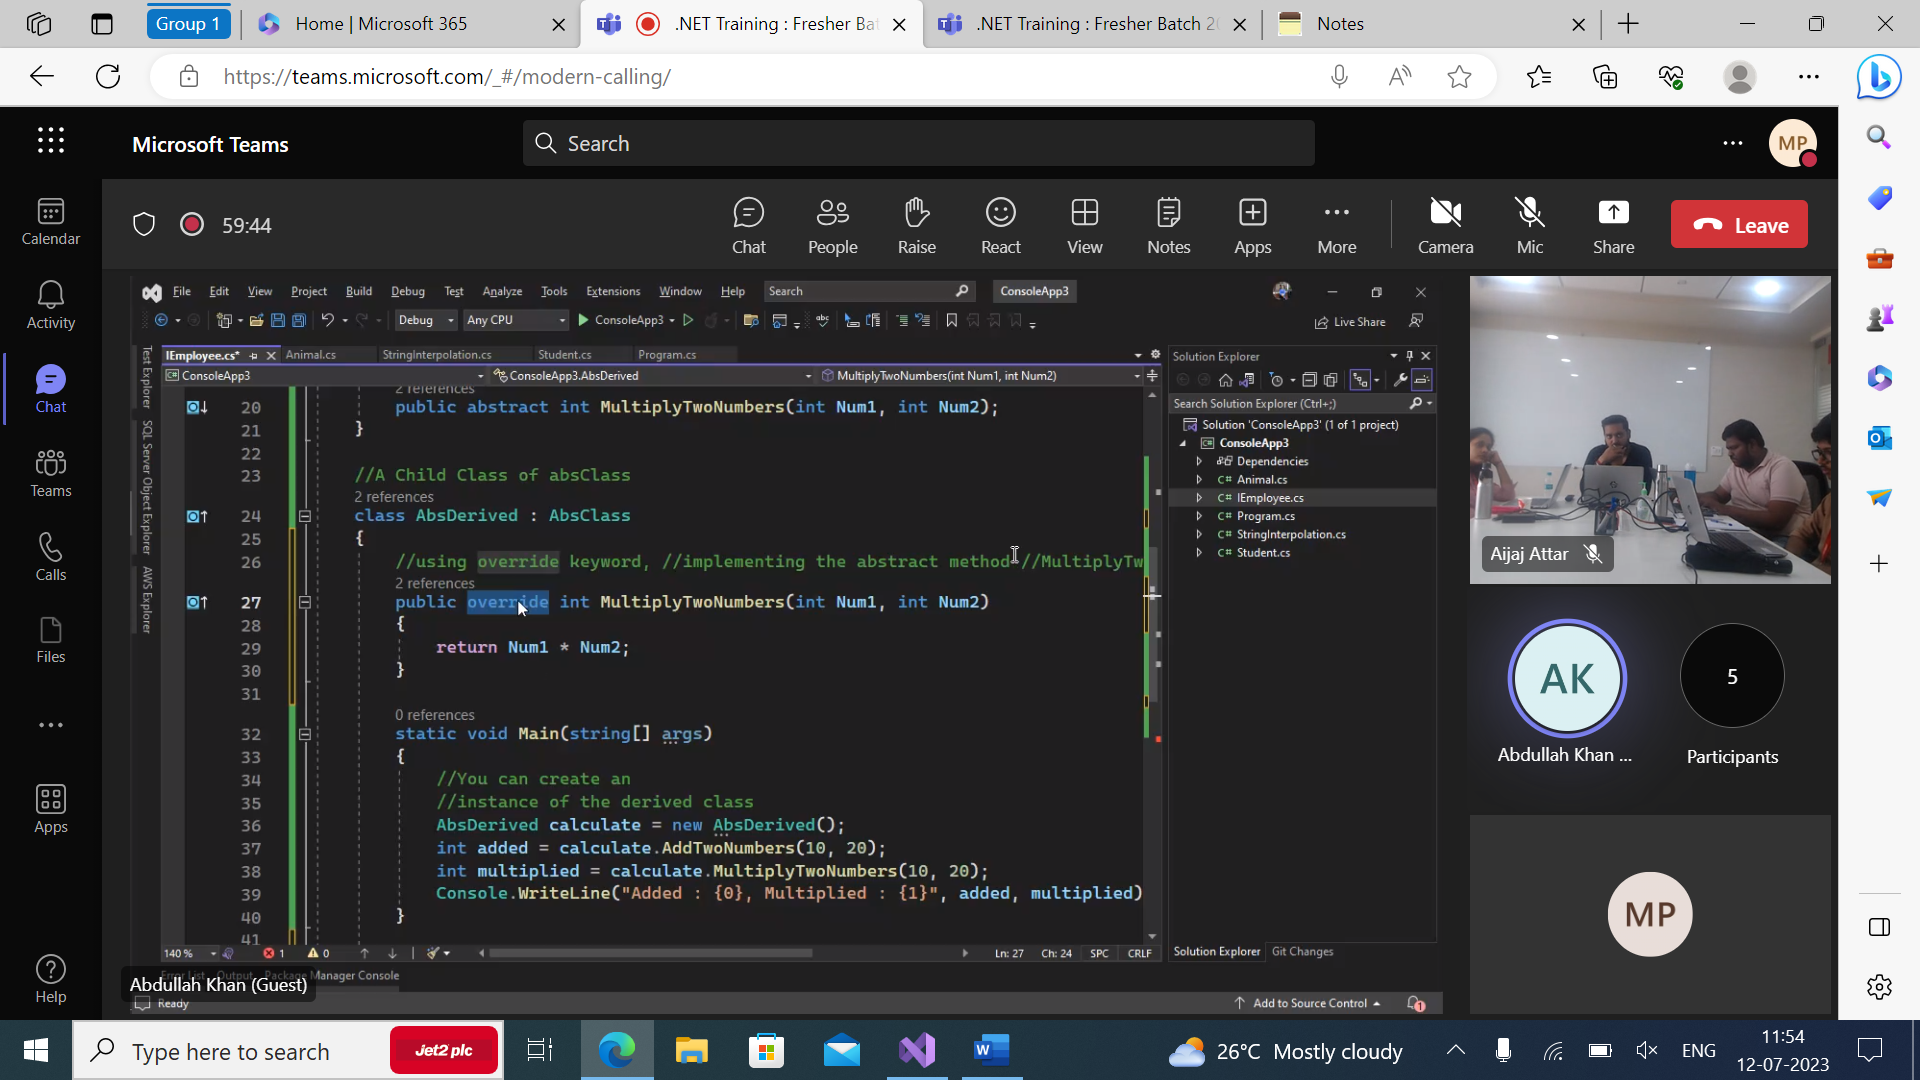 Group 1
Home | Microsoft 365
.NET Training : Fresher Bat
.NET Training : Fresher Batch 20
Notes
https://teams.microsoft.com/_#/modern-calling/
Microsoft Teams
Search
MP
59:44
Chat
People
Raise
React
View
Notes
Apps
More
Camera
Mic
Share
Leave
Calendar
Activity
Chat
Teams
Calls
Files
Apps
Help
File Edit View Project Build Debug Test Analyze Tools Extensions Window Help
Search
ConsoleApp3
Debug
Any CPU
ConsoleApp3
Live Share
Test Explorer
SQL Server Object Explorer
AWS Explorer
IEmployee.cs*
Animal.cs
StringInterpolation.cs
Student.cs
Program.cs
ConsoleApp3
ConsoleApp3.AbsDerived
MultiplyTwoNumbers(int Num1, int Num2)
2 references
20 public abstract int MultiplyTwoNumbers(int Num1, int Num2);
21 }
22
23 //A Child Class of absClass
2 references
24 class AbsDerived : AbsClass
25 {
26 //using override keyword, //implementing the abstract method //MultiplyTw
2 references
27 public override int MultiplyTwoNumbers(int Num1, int Num2)
28 {
29 return Num1 * Num2;
30 }
31
0 references
32 static void Main(string[] args)
33 {
34 //You can create an
35 //instance of the derived class
36 AbsDerived calculate = new AbsDerived();
37 int added = calculate.AddTwoNumbers(10, 20);
38 int multiplied = calculate.MultiplyTwoNumbers(10, 20);
39 Console.WriteLine("Added : {0}, Multiplied : {1}", added, multiplied)
40 }
41
140 %
1
0
Ln: 27 Ch: 24 SPC CRLF
Error List Output Package Manager Console
Abdullah Khan (Guest)
Ready
Add to Source Control
1
Solution Explorer
Search Solution Explorer (Ctrl+;)
Solution 'ConsoleApp3' (1 of 1 project)
ConsoleApp3
Dependencies
C# Animal.cs
C# IEmployee.cs
C# Program.cs
C# StringInterpolation.cs
C# Student.cs
Solution Explorer Git Changes
Aijaj Attar
AK
Abdullah Khan ...
5
Participants
MP
Type here to search
Jet2 plc
26°C Mostly cloudy
ENG
11:54
12-07-2023